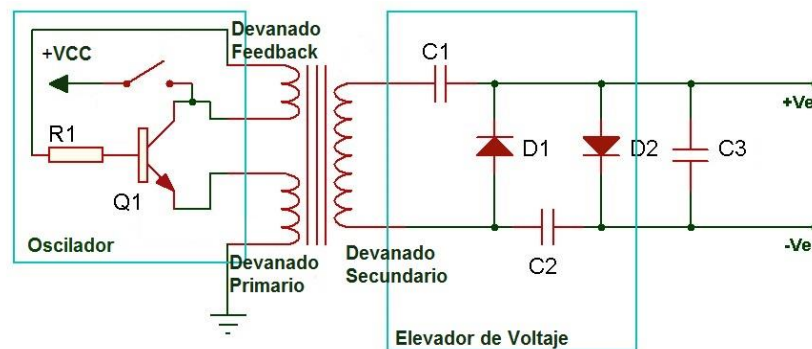 Devanado
Feedback
+VCC
R1
Q1
Oscilador
Devanado
Primario
Devanado
Secundario
C1
D1
D2
C3
C2
+Ve
-Ve
Elevador de Voltaje